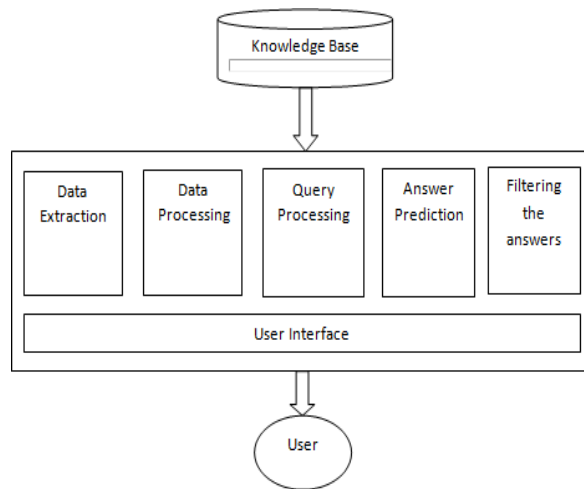 Knowledge Base
Data
Extraction
Data
Processing
Query
Processing
Answer
Prediction
Filtering
the
answers
User Interface
User